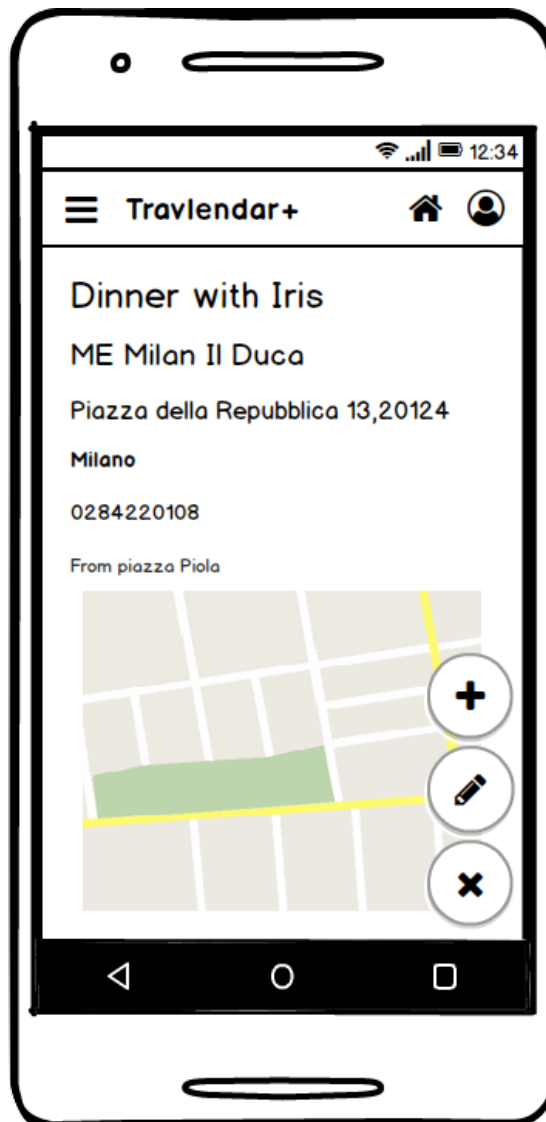 12:34
Travlendar+
Dinner with Iris
ME Milan Il Duca
Piazza della Repubblica 13,20124
Milano
0284220108
From piazza Piola